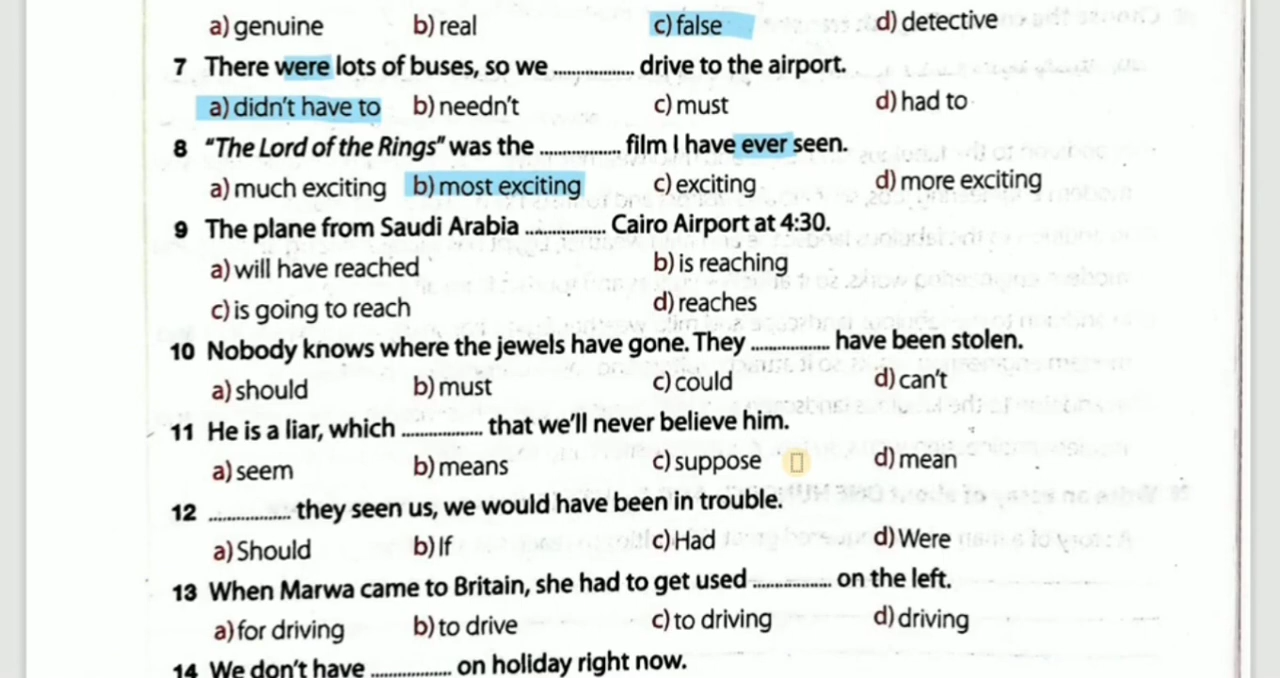 a) genuine b) real c) false d) detective
7 There were lots of buses, so we ............... drive to the airport.
a) didn't have to b) needn't c) must d) had to
8 "The Lord of the Rings" was the ............... film I have ever seen.
a) much exciting b) most exciting c) exciting d) more exciting
9 The plane from Saudi Arabia ............... Cairo Airport at 4:30.
a) will have reached b) is reaching
c) is going to reach d) reaches
10 Nobody knows where the jewels have gone. They ............... have been stolen.
a) should b) must c) could d) can't
11 He is a liar, which ............... that we'll never believe him.
a) seem b) means c) suppose d) mean
12 ............... they seen us, we would have been in trouble.
a) Should b) If c) Had d) Were
13 When Marwa came to Britain, she had to get used ............... on the left.
a) for driving b) to drive c) to driving d) driving
14 We don't have ............... on holiday right now.